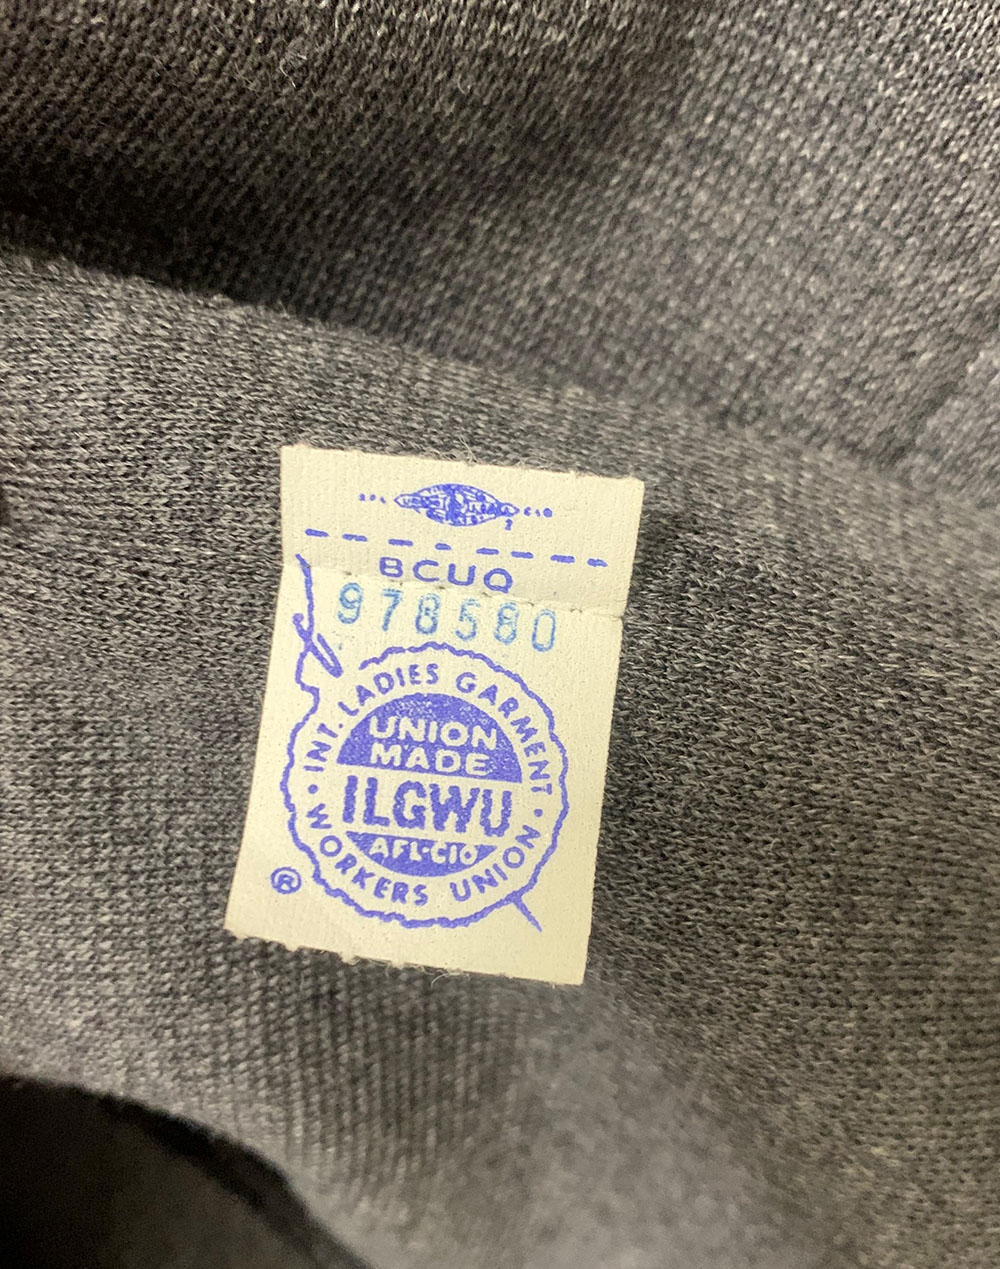 BCUQ
978580
INT. LADIES GARMENT
UNION
MADE
ILGWU
AFL-CIO
WORKERS UNION
®